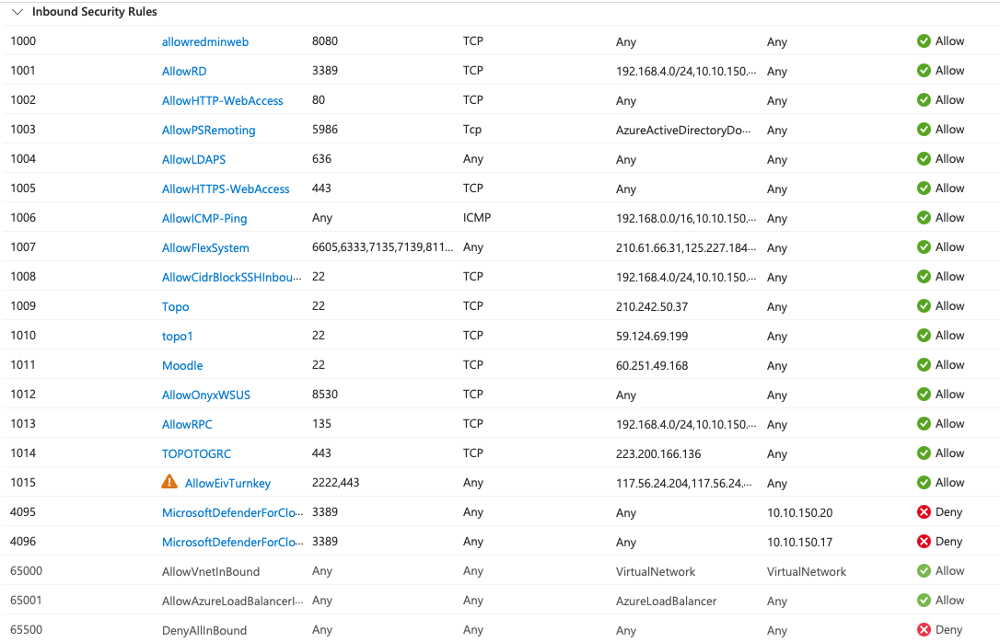 Inbound Security Rules
1000 allowredminweb 8080 TCP Any Any Allow
1001 AllowRD 3389 TCP 192.168.4.0/24,10.10.150.··· Any Allow
1002 AllowHTTP-WebAccess 80 TCP Any Any Allow
1003 AllowPSRemoting 5986 Tcp AzureActiveDirectoryDo··· Any Allow
1004 AllowLDAPS 636 Any Any Any Allow
1005 AllowHTTPS-WebAccess 443 TCP Any Any Allow
1006 AllowICMP-Ping Any ICMP 192.168.0.0/16,10.10.150.··· Any Allow
1007 AllowFlexSystem 6605,6333,7135,7139,811... Any 210.61.66.31,125.227.184··· Any Allow
1008 AllowCidrBlockSSHInbou··· 22 TCP 192.168.4.0/24,10.10.150.··· Any Allow
1009 Topo 22 TCP 210.242.50.37 Any Allow
1010 topo1 22 TCP 59.124.69.199 Any Allow
1011 Moodle 22 TCP 60.251.49.168 Any Allow
1012 AllowOnyxWSUS 8530 TCP Any Any Allow
1013 AllowRPC 135 TCP 192.168.4.0/24,10.10.150.··· Any Allow
1014 TOPOTOGRC 443 TCP 223.200.166.136 Any Allow
1015 AllowEivTurnkey 2222,443 Any 117.56.24.204,117.56.24.··· Any Allow
4095 MicrosoftDefenderForClo··· 3389 Any Any 10.10.150.20 Deny
4096 MicrosoftDefenderForClo··· 3389 Any Any 10.10.150.17 Deny
65000 AllowVnetInBound Any Any VirtualNetwork VirtualNetwork Allow
65001 AllowAzureLoadBalancerI··· Any Any AzureLoadBalancer Any Allow
65500 DenyAllInBound Any Any Any Any Deny